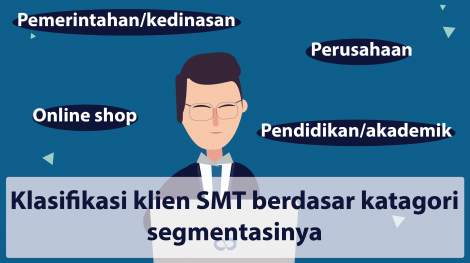 Pemerintahan/kedinasan
Perusahaan
Online shop
Pendidikan/akademik
Klasifikasi klien SMT berdasar katagori
segmentasinya